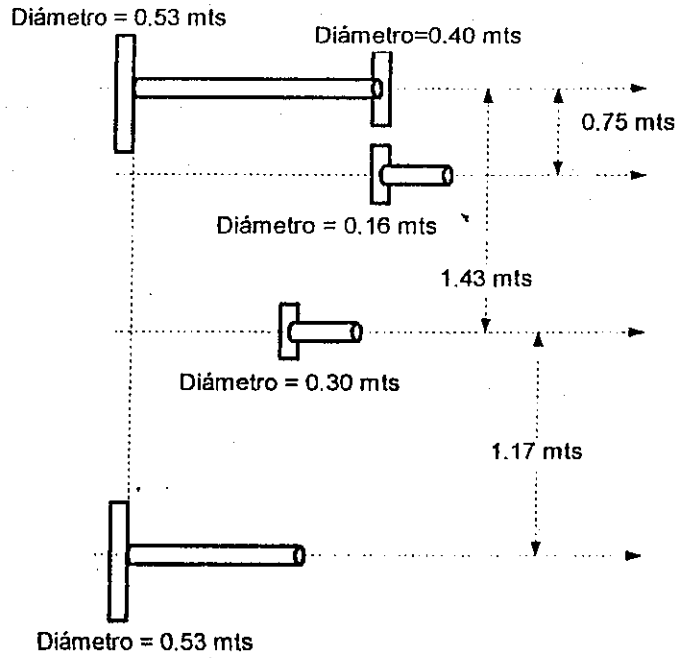 Diámetro = 0.53 mts
Diámetro=0.40 mts
0.75 mts
Diámetro = 0.16 mts
1.43 mts
Diámetro = 0.30 mts
1.17 mts
Diámetro = 0.53 mts